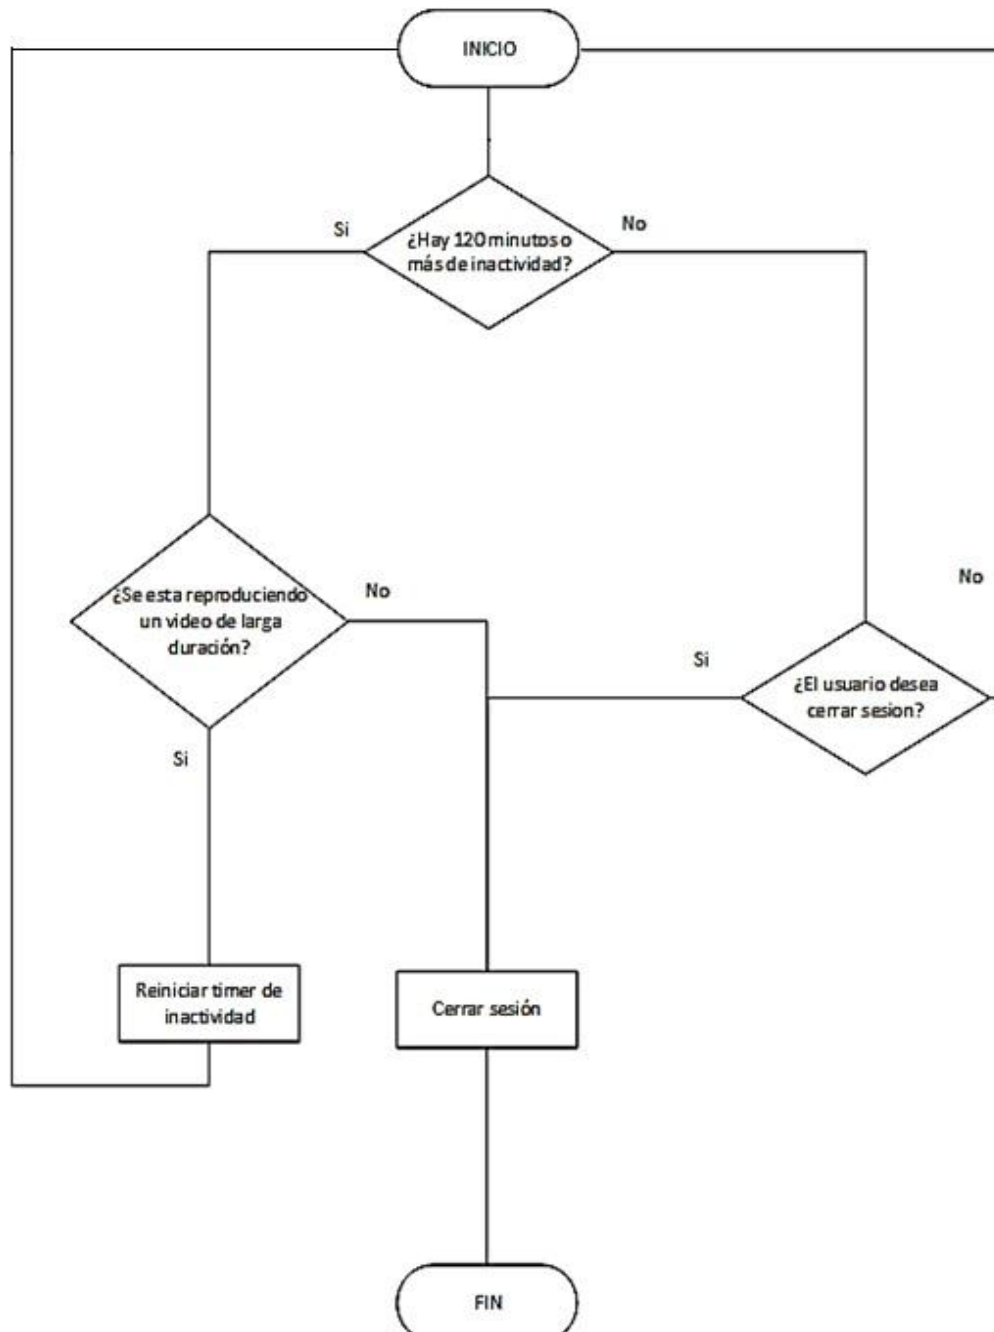 INICIO
Si
No
¿Hay 120 minutos o
más de inactividad?
¿Se esta reproduciendo
un video de larga
duración?
No
Si
Si
No
¿El usuario desea
cerrar sesion?
Reiniciar timer de
inactividad
Cerrar sesión
FIN